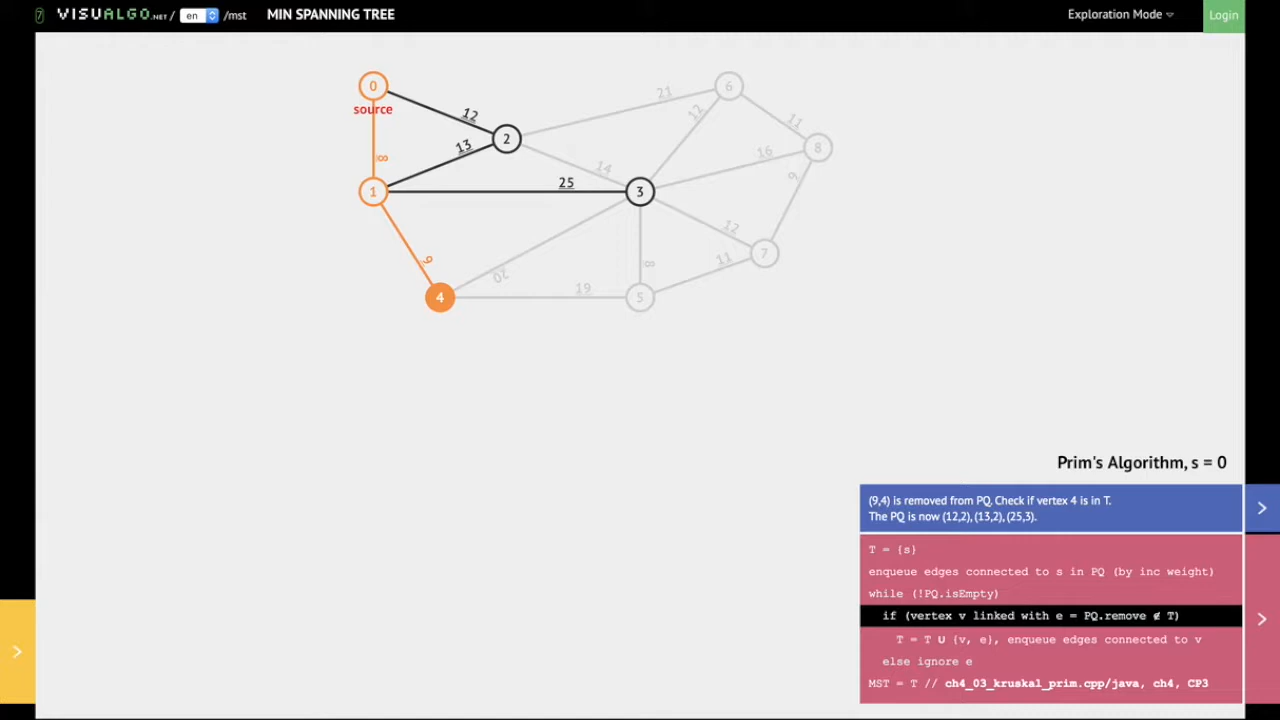 7 VISUALGO.NET / en /mst MIN SPANNING TREE Exploration Mode Login
0
source
12
13
8
1
2
25
9
4
21
14
3
20
19
8
5
12
6
11
16
8
9
12
7
11
Prim's Algorithm, s = 0
(9,4) is removed from PQ. Check if vertex 4 is in T.
The PQ is now (12,2), (13,2), (25,3).
T = {s}
enqueue edges connected to s in PQ (by inc weight)
while (!PQ.isEmpty)
if (vertex v linked with e = PQ.remove ∉ T)
T = T ∪ {v, e}, enqueue edges connected to v
else ignore e
MST = T // ch4_03_kruskal_prim.cpp/java, ch4, CP3